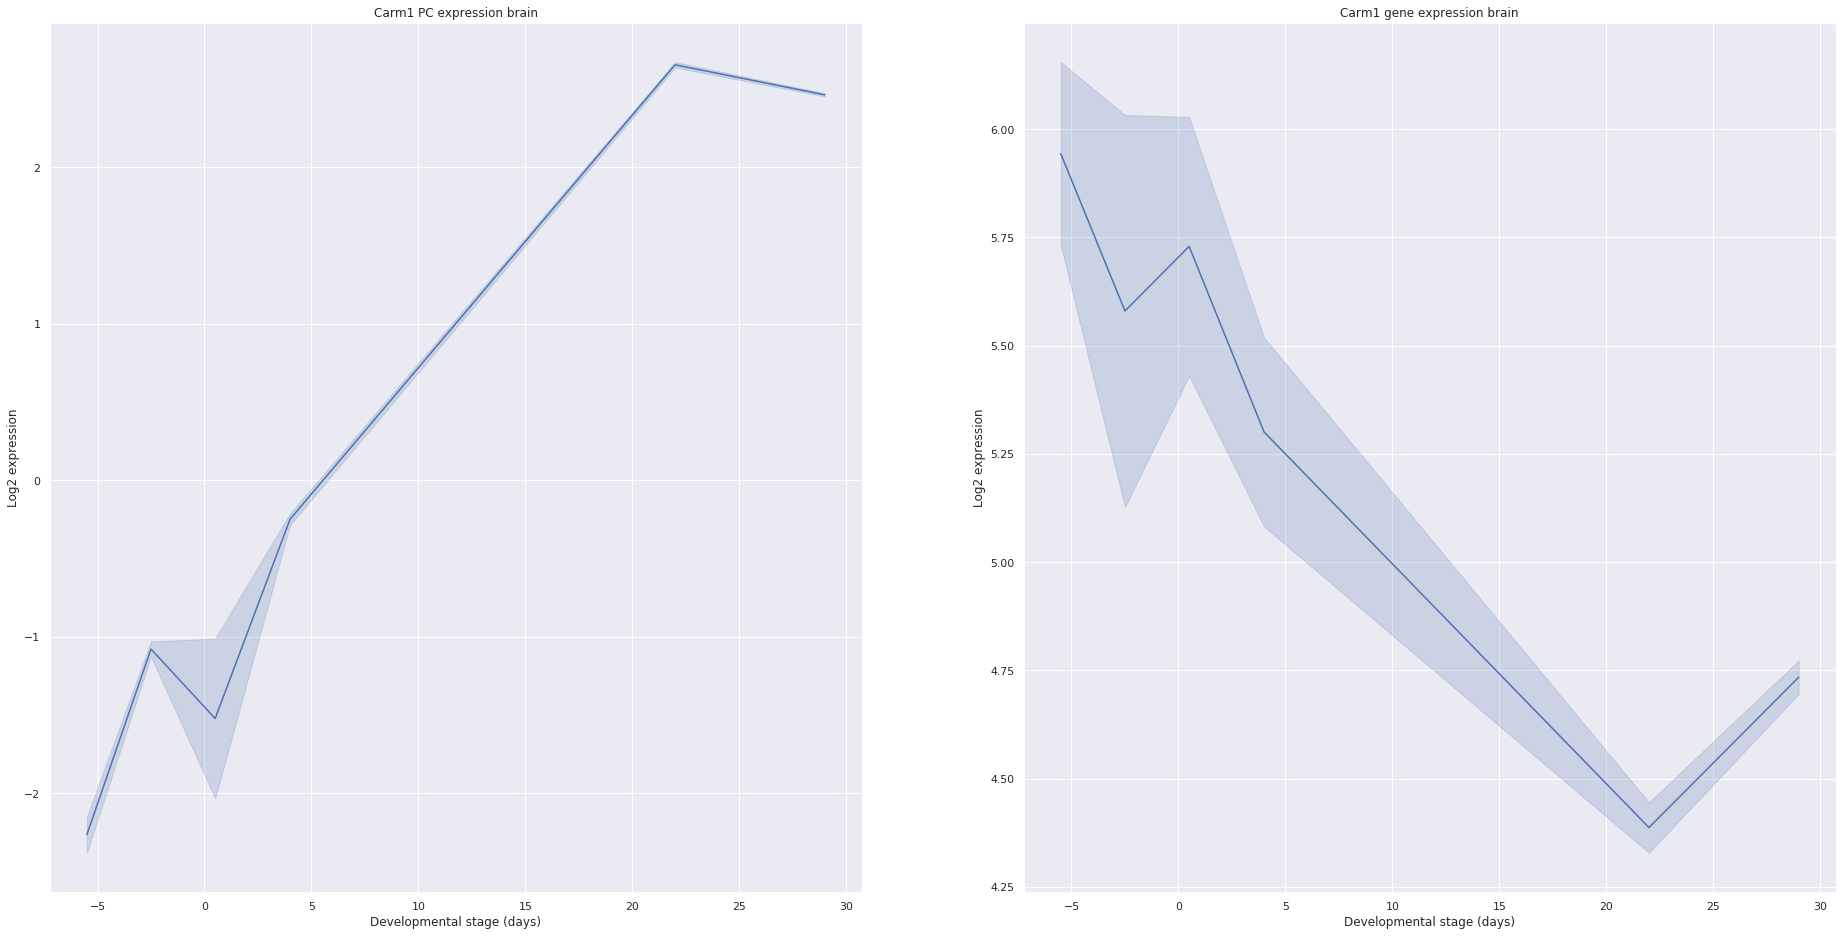 Carm1 PC expression brain
Log2 expression
2
1
0
−1
−2
−5 0 5 10 15 20 25 30
Developmental stage (days)
Carm1 gene expression brain
Log2 expression
6.00
5.75
5.50
5.25
5.00
4.75
4.50
4.25
−5 0 5 10 15 20 25 30
Developmental stage (days)